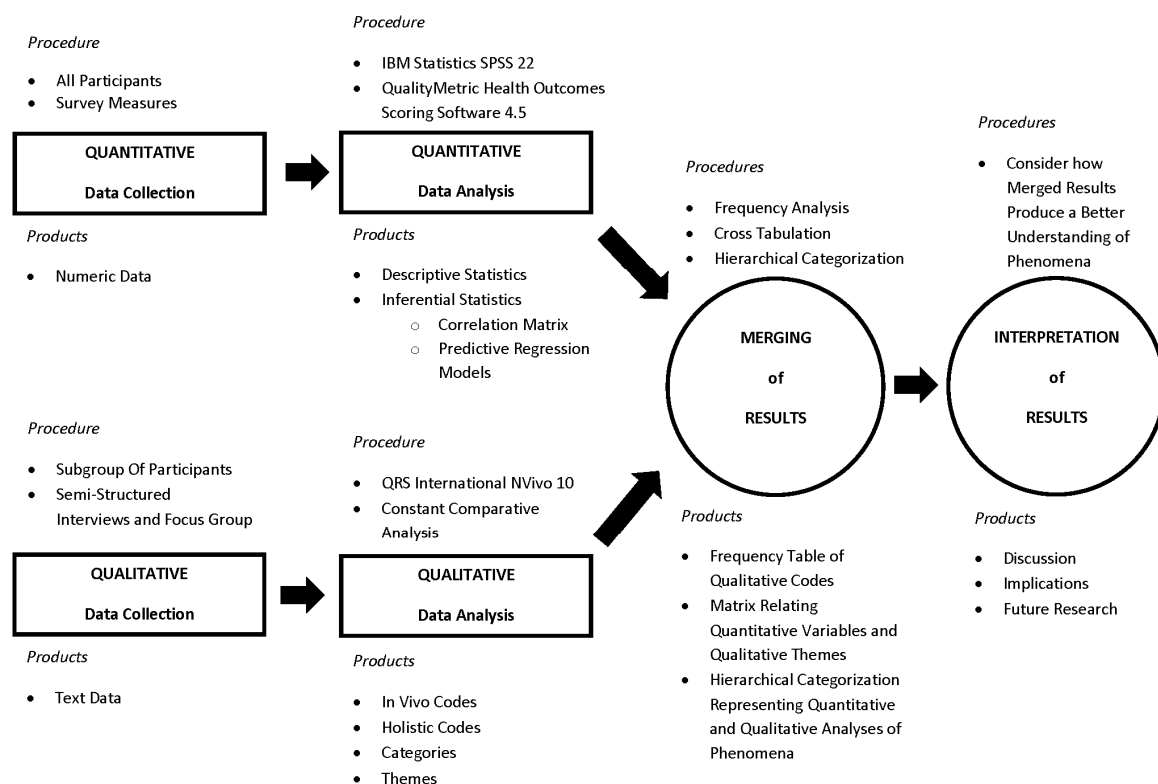 Procedure
• All Participants
• Survey Measures
QUANTITATIVE
Data Collection
Products
• Numeric Data
Procedure
• IBM Statistics SPSS 22
• QualityMetric Health Outcomes
Scoring Software 4.5
QUANTITATIVE
Data Analysis
Products
• Descriptive Statistics
• Inferential Statistics
○ Correlation Matrix
○ Predictive Regression
Models
Procedure
• Subgroup Of Participants
• Semi-Structured
Interviews and Focus Group
QUALITATIVE
Data Collection
Products
• Text Data
Procedure
• QRS International NVivo 10
• Constant Comparative
Analysis
QUALITATIVE
Data Analysis
Products
• In Vivo Codes
• Holistic Codes
• Categories
• Themes
Procedures
• Frequency Analysis
• Cross Tabulation
• Hierarchical Categorization
MERGING
of
RESULTS
Products
• Frequency Table of
Qualitative Codes
• Matrix Relating
Quantitative Variables and
Qualitative Themes
• Hierarchical Categorization
Representing Quantitative
and Qualitative Analyses of
Phenomena
Procedures
• Consider how
Merged Results
Produce a Better
Understanding of
Phenomena
INTERPRETATION
of
RESULTS
Products
• Discussion
• Implications
• Future Research